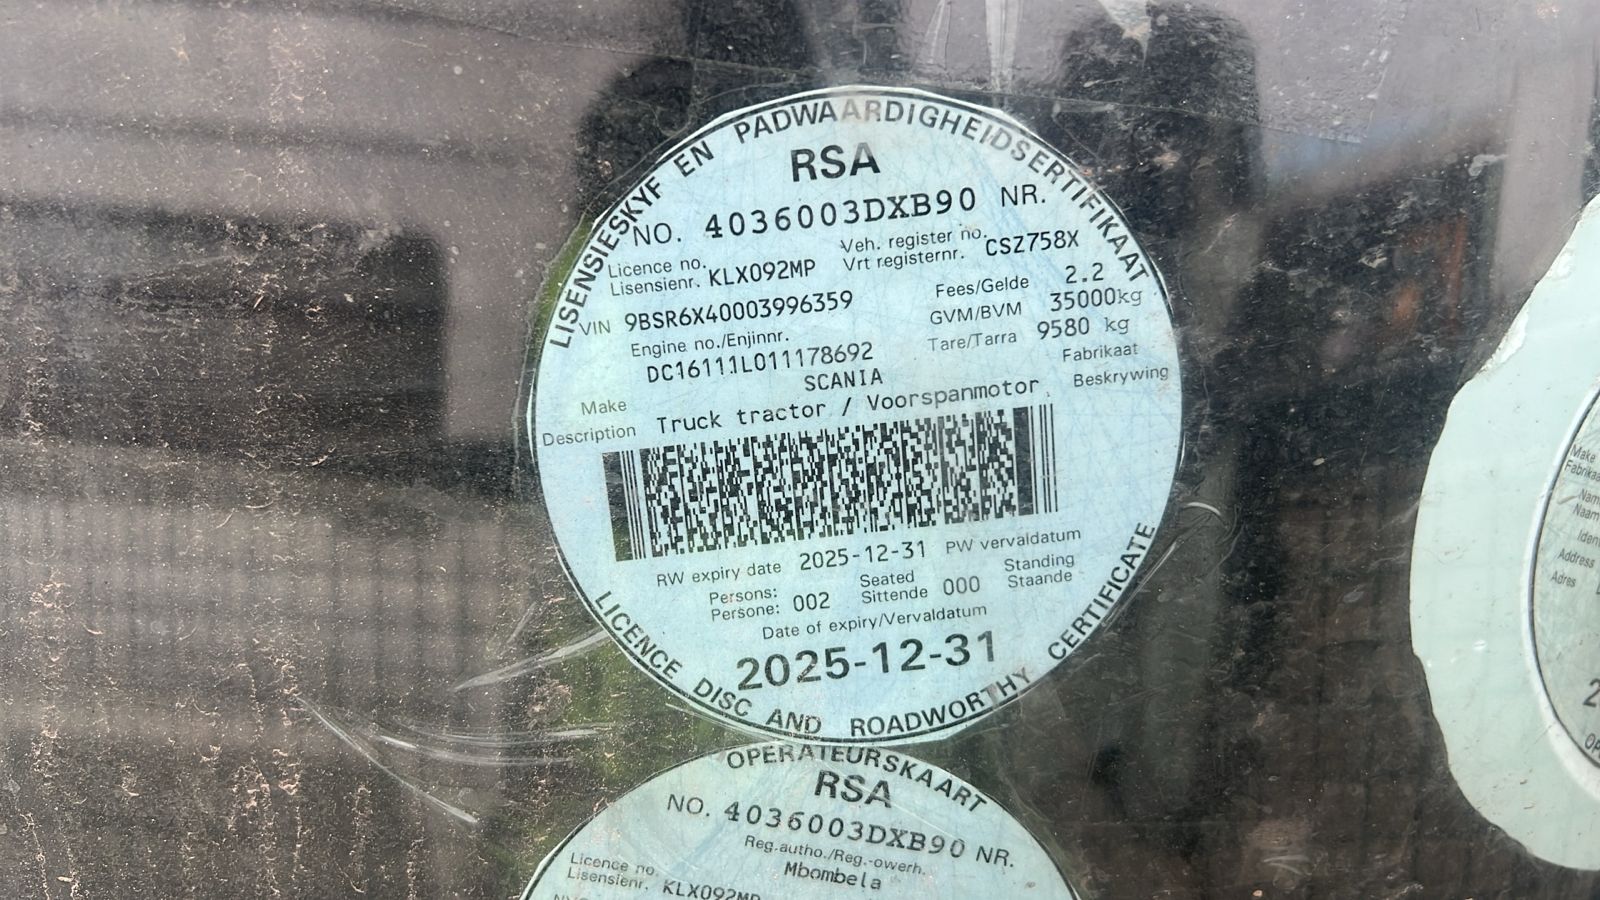 LISENSIESKYF EN PADWAARDIGHEIDSERTIFIKAAT
RSA
NO. 4036003DXB90 NR.
Licence no. Veh. register no.
Lisensienr. KLX092MP Vrt registernr. CSZ758X
VIN 9BSR6X40003996359 Fees/Gelde 2.2
Engine no./Enjinnr. GVM/BVM 35000kg
DC16111L011178692 Tare/Tarra 9580 kg
Make SCANIA Fabrikaat
Description Truck tractor / Voorspanmotor Beskrywing
RW expiry date 2025-12-31 PW vervaldatum
Persons: Seated Standing
Persone: 002 Sittende 000 Staande
Date of expiry/Vervaldatum
2025-12-31
LICENCE DISC AND ROADWORTHY CERTIFICATE
OPERATEURSKAART
RSA
NO. 4036003DXB90 NR.
Reg.autho./Reg.-owerh.
Mbombela
Licence no.
Lisensienr. KLX092MP
Make
Address
Adres